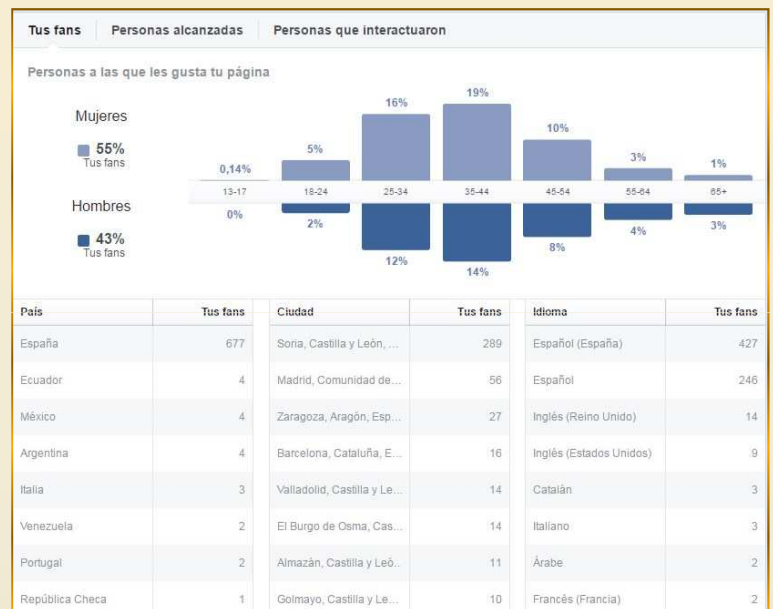 Tus fans Personas alcanzadas Personas que interactuaron
Personas a las que les gusta tu página
Mujeres
55%
Tus fans
0,14% 5% 16% 19% 10% 3% 1%
13-17 18-24 25-34 35-44 45-54 55-64 65+
0% 2% 12% 14% 8% 4% 3%
Hombres
43%
Tus fans
País Tus fans Ciudad Tus fans Idioma Tus fans
España 677 Soria, Castilla y León, ... 289 Español (España) 427
Ecuador 4 Madrid, Comunidad de... 56 Español 246
México 4 Zaragoza, Aragón, Esp... 27 Inglés (Reino Unido) 14
Argentina 4 Barcelona, Cataluña, E... 16 Inglés (Estados Unidos) 9
Italia 3 Valladolid, Castilla y Le... 14 Catalán 3
Venezuela 2 El Burgo de Osma, Cas... 14 Italiano 3
Portugal 2 Almazán, Castilla y Leó... 11 Árabe 2
República Checa 1 Golmayo, Castilla y Le... 10 Francés (Francia) 2